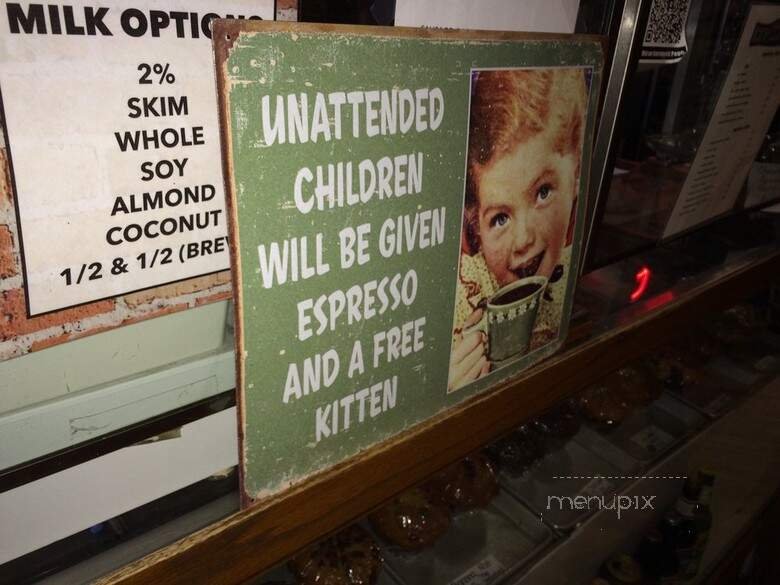 MILK OPTIO
2%
SKIM
WHOLE
SOY
ALMOND
COCONUT
1/2 & 1/2 (BREV
UNATTENDED
CHILDREN
WILL BE GIVEN
ESPRESSO
AND A FREE
KITTEN
menupix